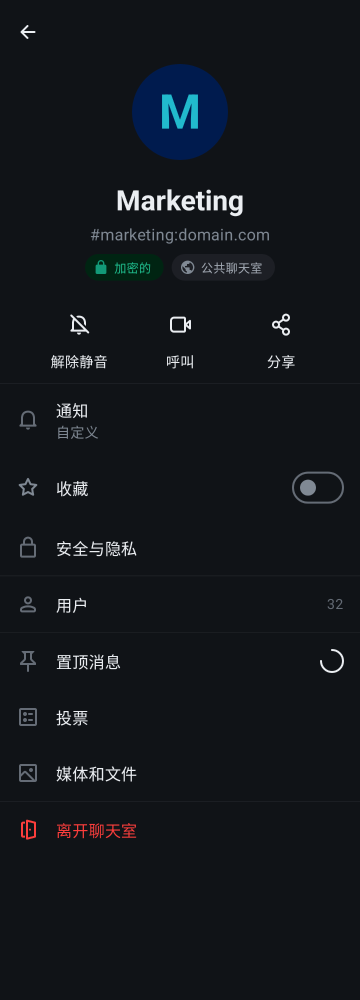 M
Marketing
#marketing:domain.com
加密的 公共聊天室
解除静音 呼叫 分享
通知
自定义
收藏
安全与隐私
用户 32
置顶消息
投票
媒体和文件
离开聊天室